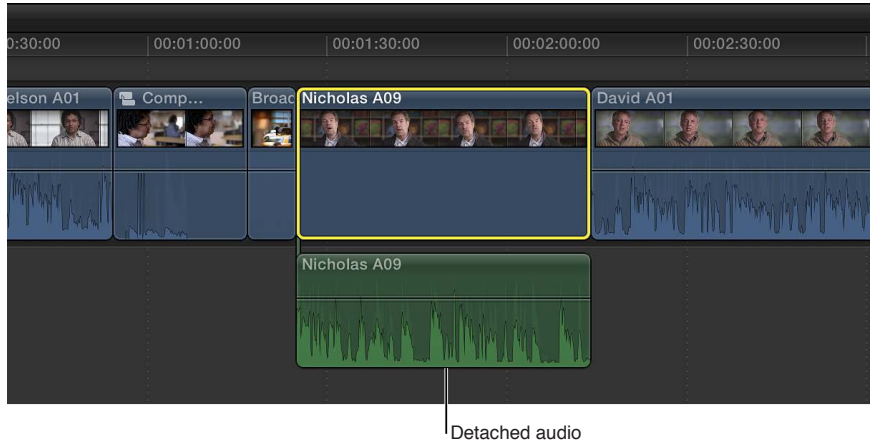 0:30:00 00:01:00:00 00:01:30:00 00:02:00:00 00:02:30:00
elson A01 Comp... Broad Nicholas A09 David A01
Nicholas A09
Detached audio